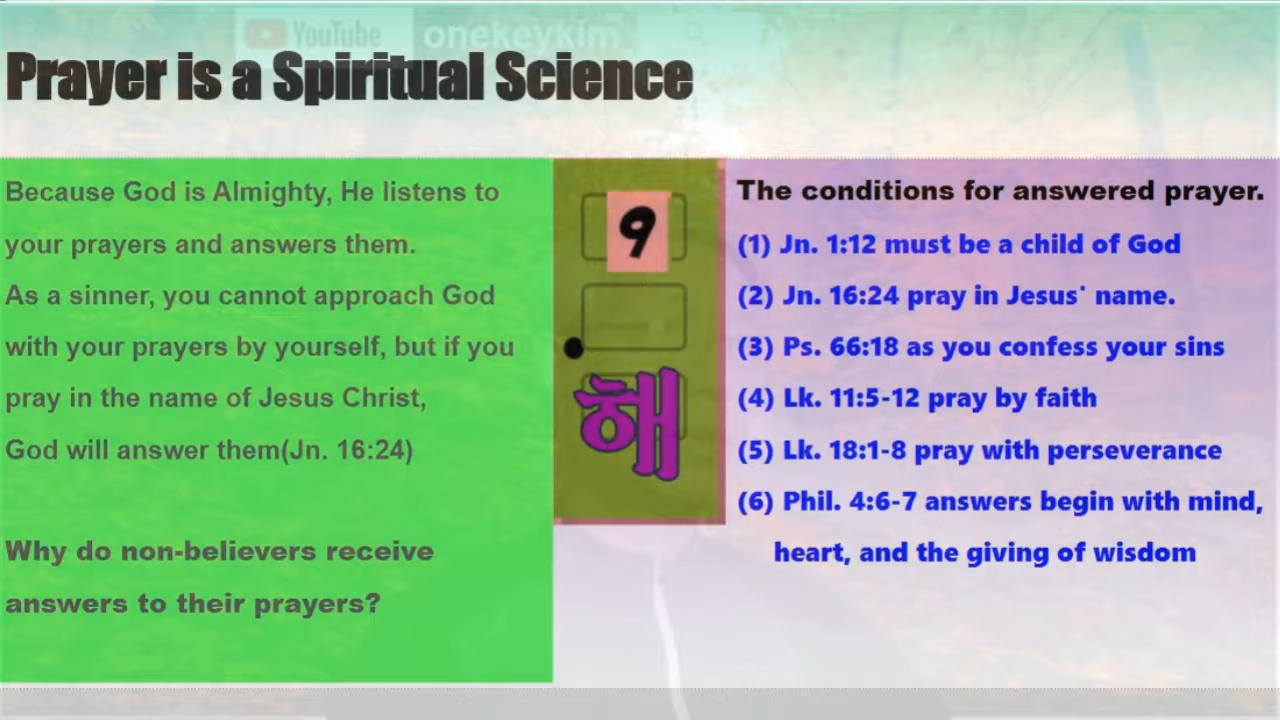 YouTube onekeykim
Prayer is a Spiritual Science
Because God is Almighty, He listens to
your prayers and answers them.
As a sinner, you cannot approach God
with your prayers by yourself, but if you
pray in the name of Jesus Christ,
God will answer them(Jn. 16:24)
Why do non-believers receive
answers to their prayers?
9
해
The conditions for answered prayer.
(1) Jn. 1:12 must be a child of God
(2) Jn. 16:24 pray in Jesus' name.
(3) Ps. 66:18 as you confess your sins
(4) Lk. 11:5-12 pray by faith
(5) Lk. 18:1-8 pray with perseverance
(6) Phil. 4:6-7 answers begin with mind,
heart, and the giving of wisdom